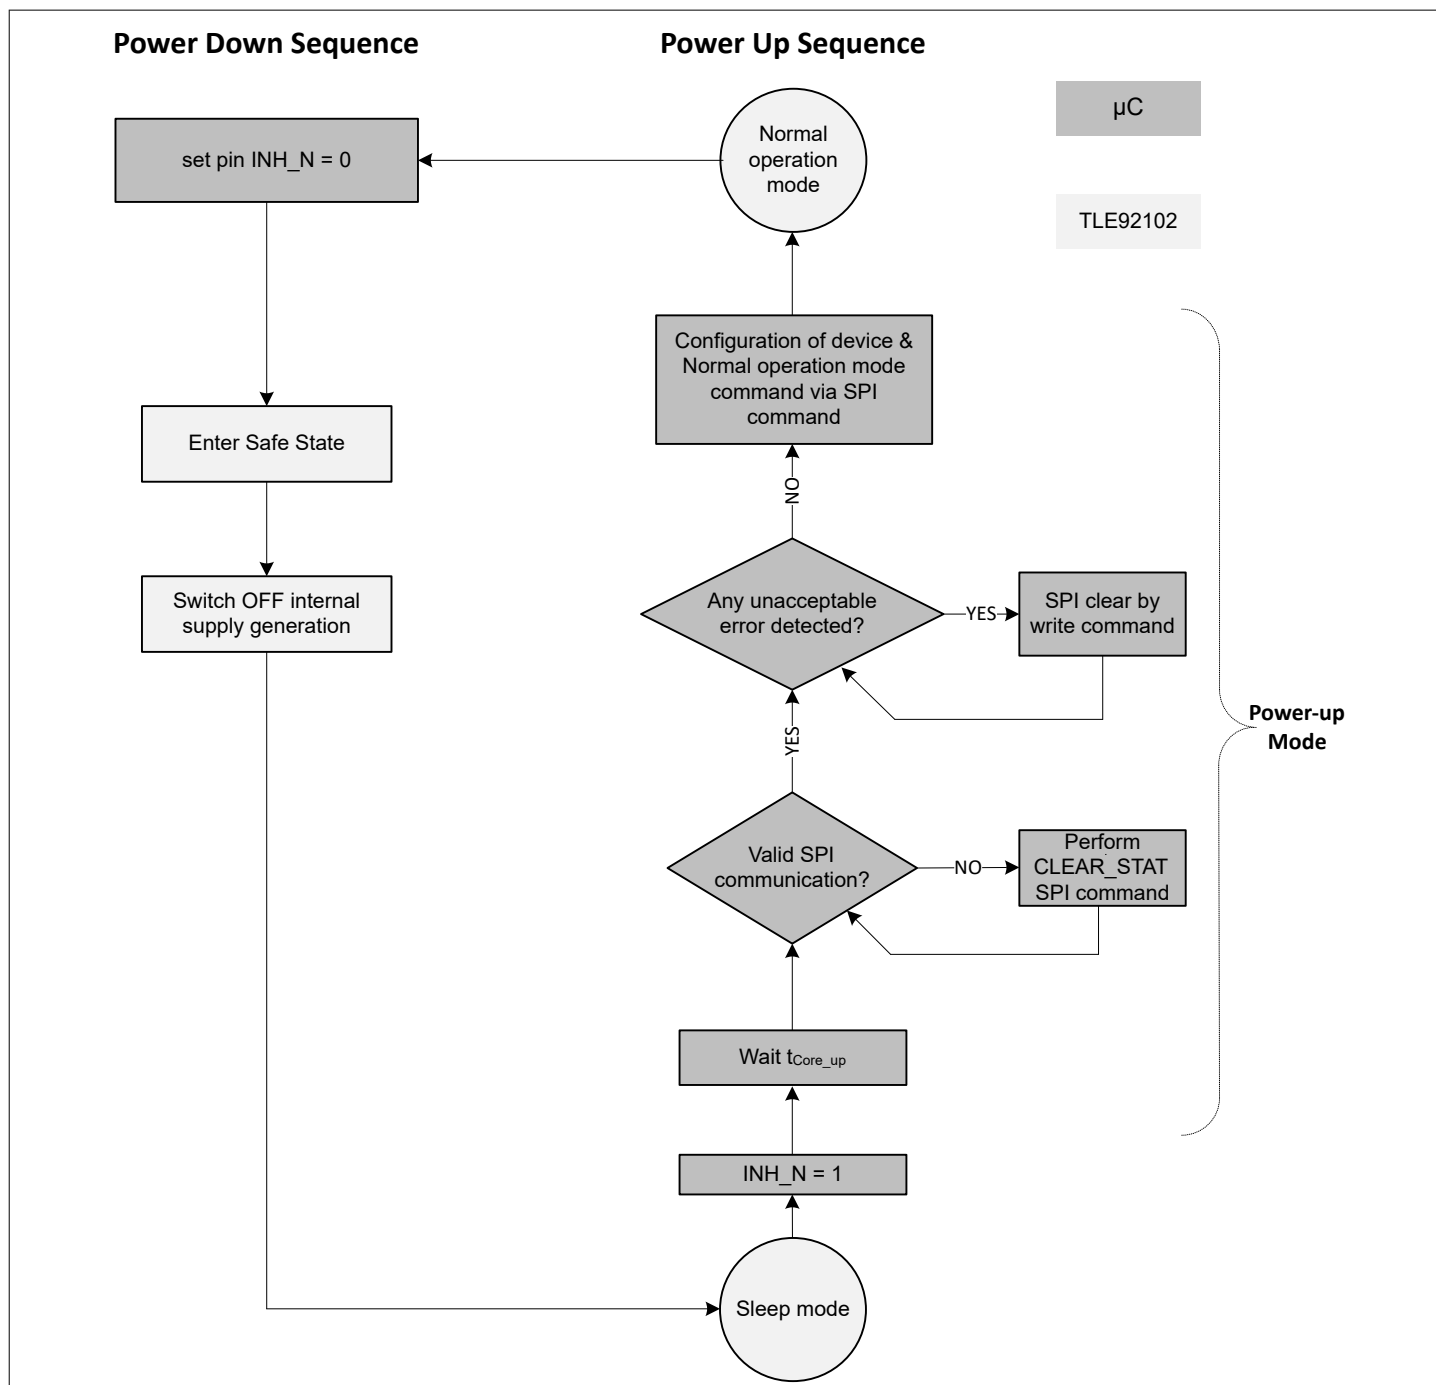 Power Down Sequence
Power Up Sequence
µC
TLE92102
Normal
operation
mode
set pin INH_N = 0
Configuration of device &
Normal operation mode
command via SPI
command
Enter Safe State
NO
Switch OFF internal
supply generation
Any unacceptable
error detected?
YES
SPI clear by
write command
YES
Power-up
Mode
Valid SPI
communication?
NO
Perform
CLEAR_STAT
SPI command
Wait tCore_up
INH_N = 1
Sleep mode